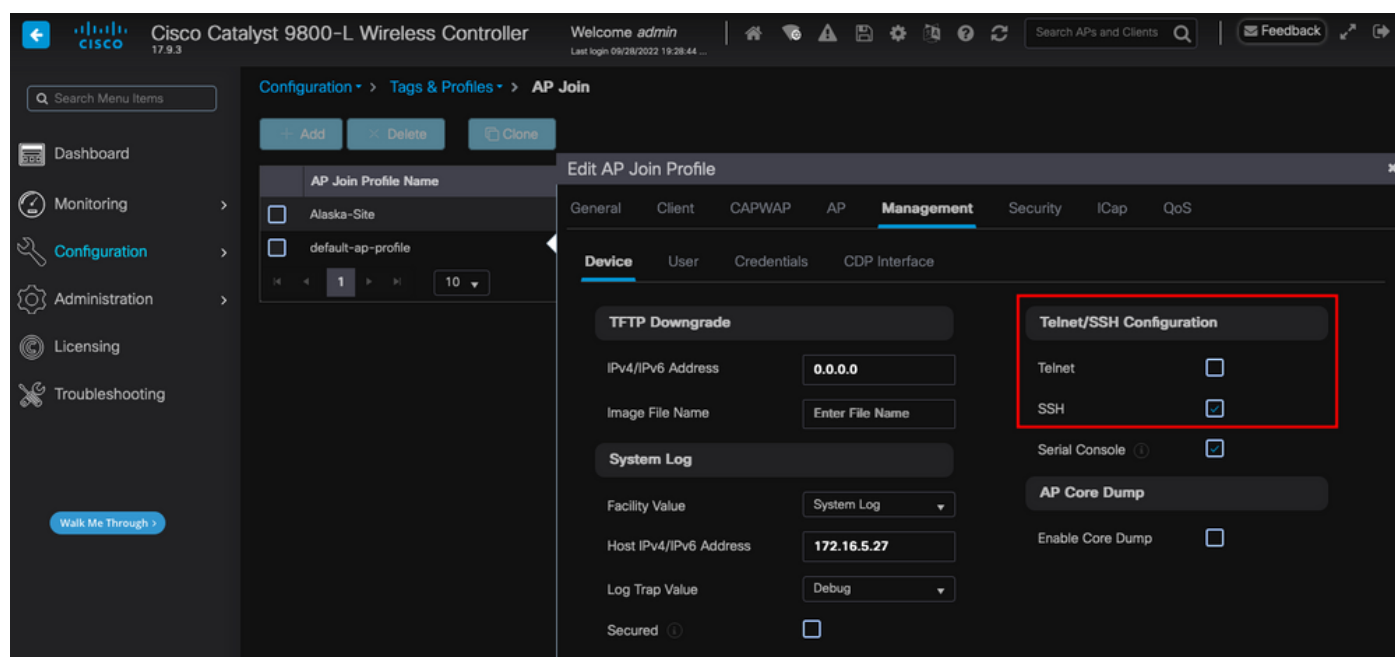 CISCO
Cisco Catalyst 9800-L Wireless Controller
17.9.3
Welcome admin
Last login 09/28/2022 19:28:44 ...
Search APs and Clients
Feedback
Search Menu Items
Dashboard
Monitoring
Configuration
Administration
Licensing
Troubleshooting
Walk Me Through >
Configuration > Tags & Profiles > AP Join
+ Add × Delete Clone
AP Join Profile Name
Alaska-Site
default-ap-profile
1 10
Edit AP Join Profile
General Client CAPWAP AP Management Security ICap QoS
Device User Credentials CDP Interface
TFTP Downgrade
IPv4/IPv6 Address 0.0.0.0
Image File Name Enter File Name
System Log
Facility Value System Log
Host IPv4/IPv6 Address 172.16.5.27
Log Trap Value Debug
Secured
Telnet/SSH Configuration
Telnet
SSH
Serial Console
AP Core Dump
Enable Core Dump